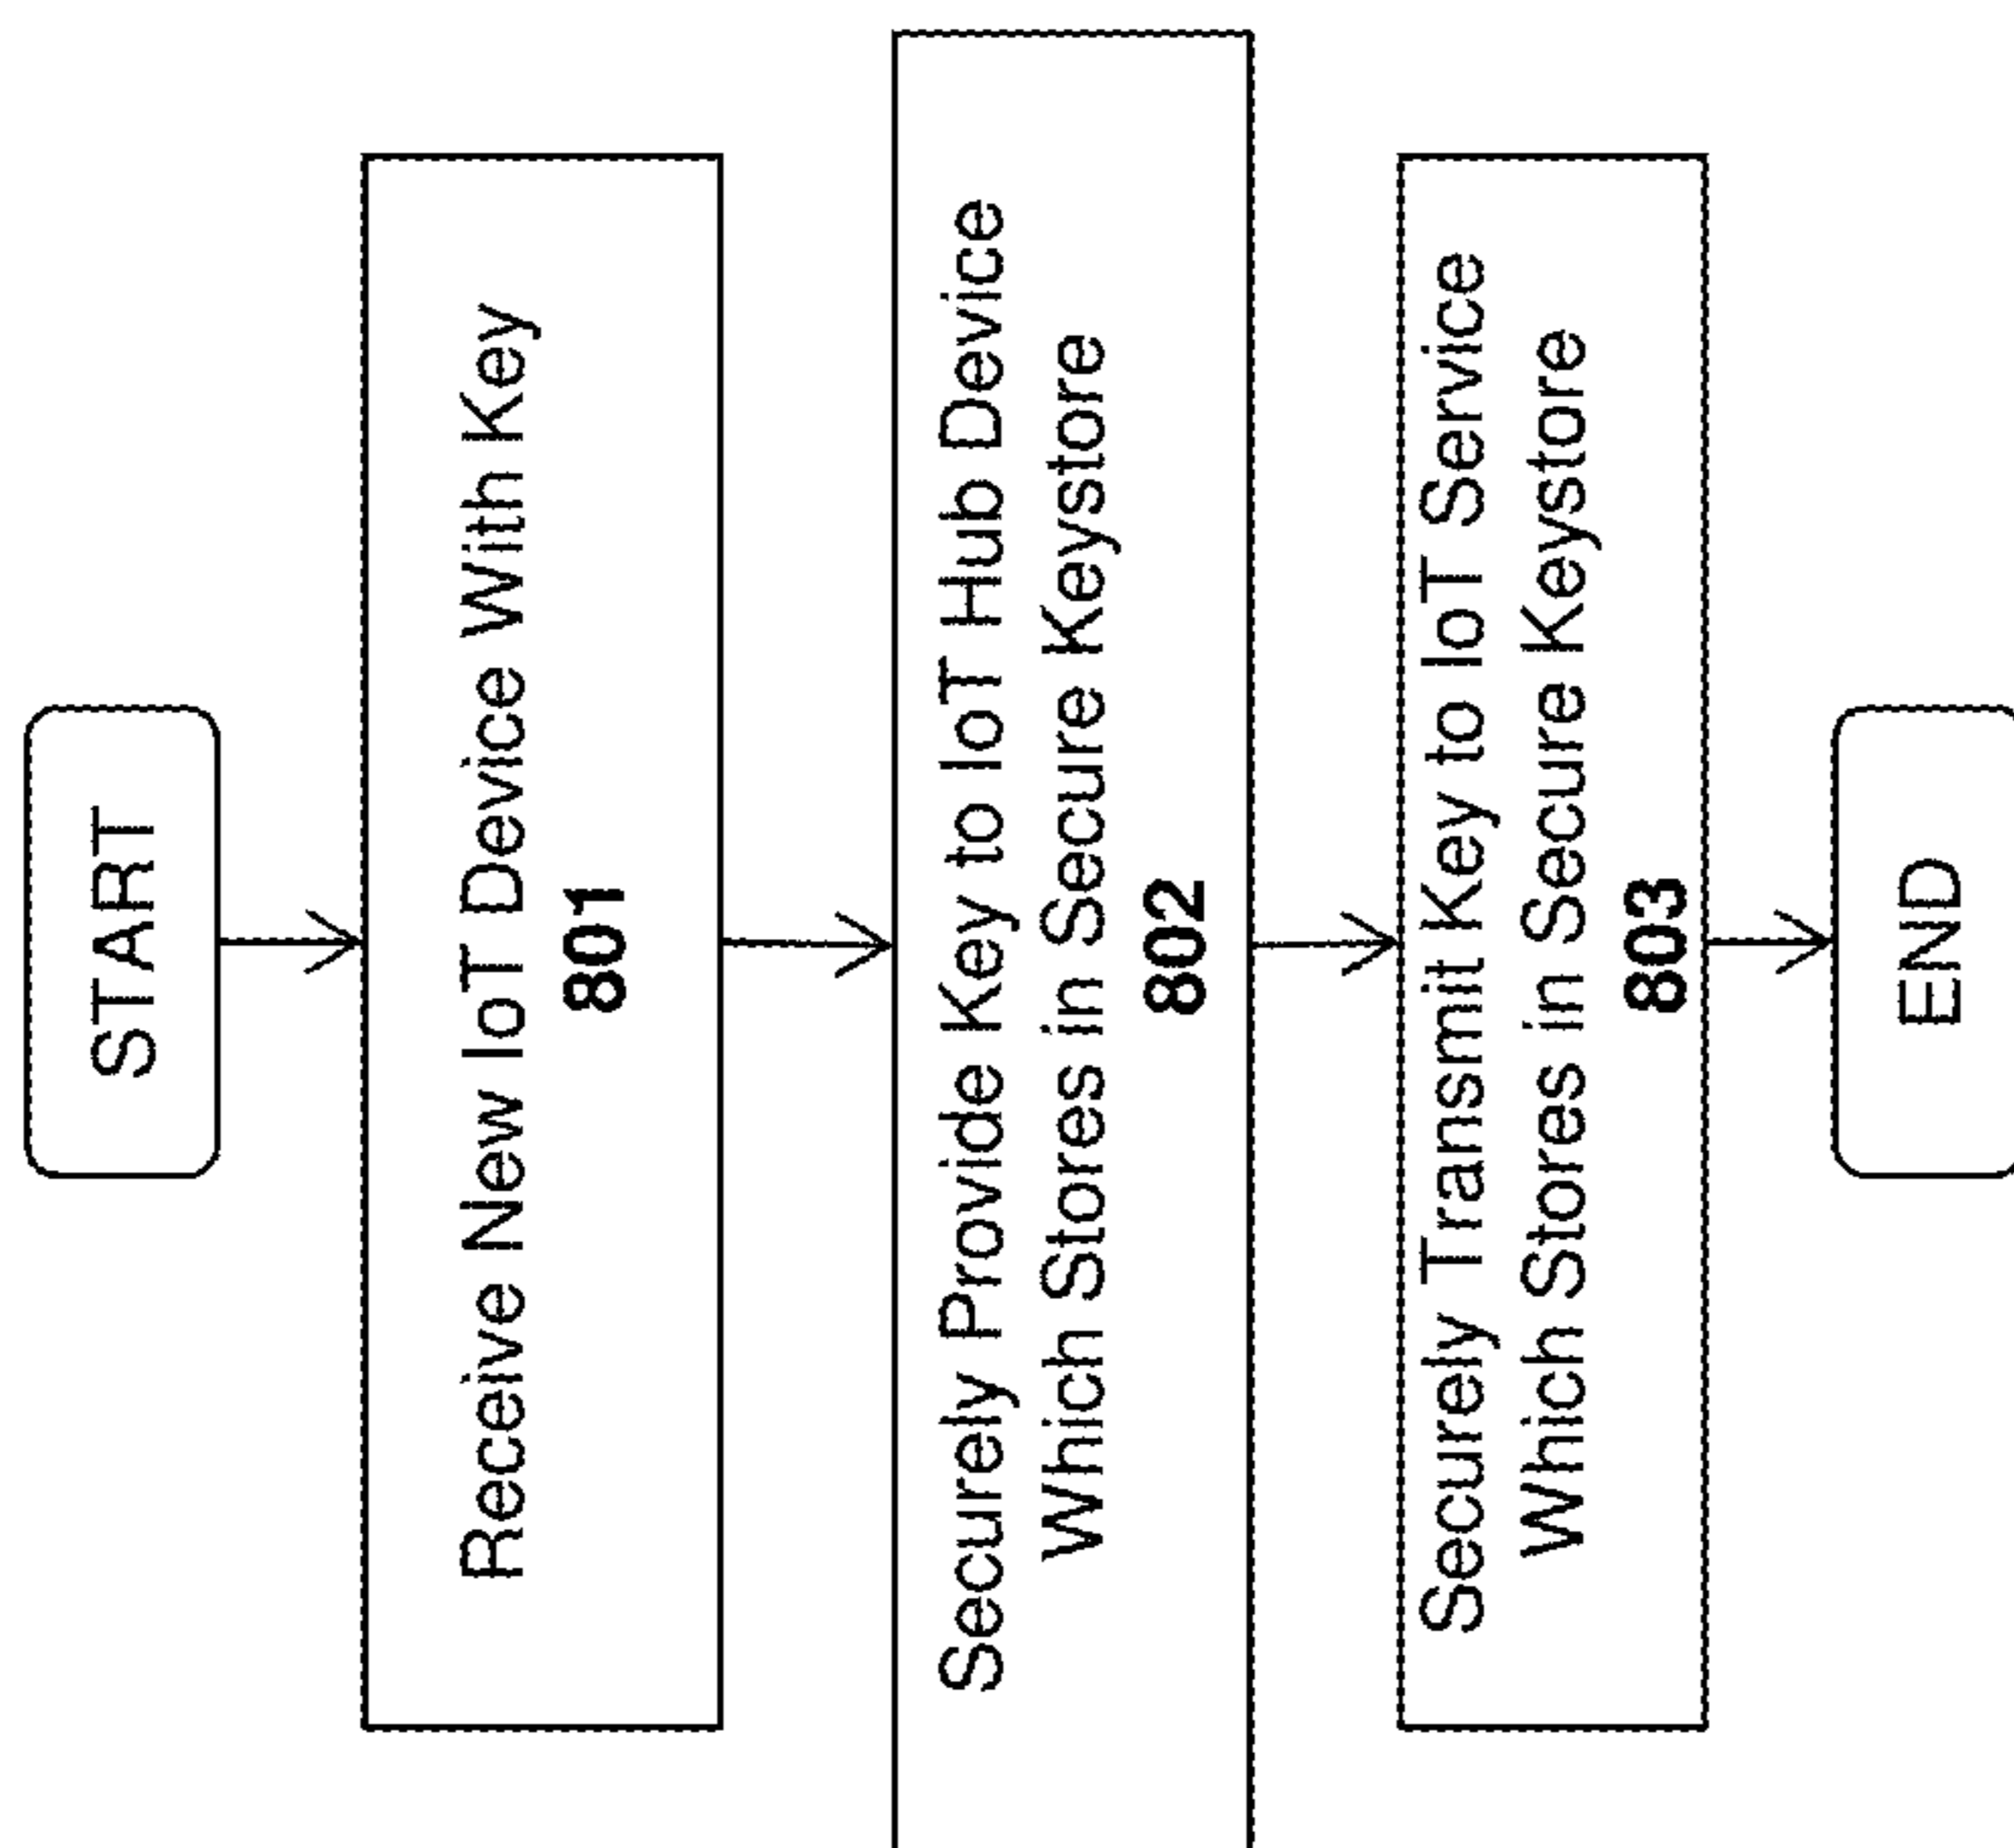 START
Receive New IoT Device With Key
801
Securely Provide Key to IoT Hub Device
Which Stores in Secure Keystore
802
Securely Transmit Key to IoT Service
Which Stores in Secure Keystore
803
END